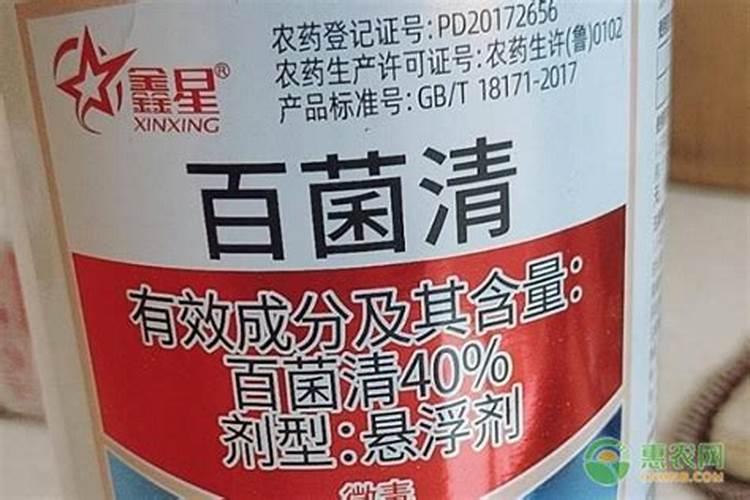 农药登记证号:PD20172656
农药生产许可证号:农药生许(鲁)0102
产品标准号:GB/T 18171-2017
鑫星®
XINXING
百菌清
有效成分及其含量:
百菌清40%
剂型:悬浮剂
微毒
惠农网